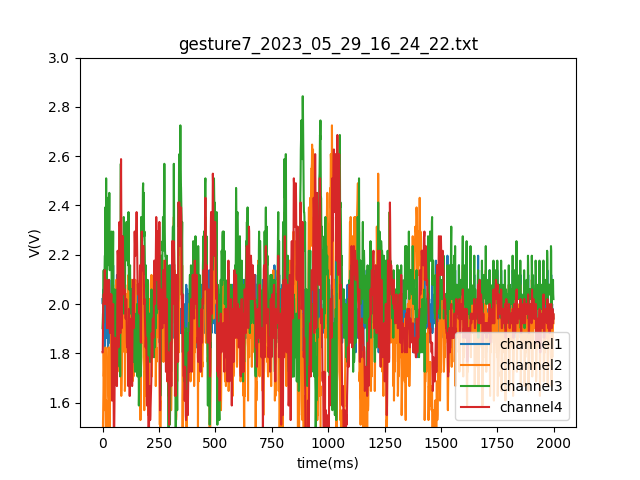 gesture7_2023_05_29_16_24_22.txt
3.0
2.8
2.6
2.4
2.2
2.0
1.8
1.6
V(V)
channel1
channel2
channel3
channel4
0 250 500 750 1000 1250 1500 1750 2000
time(ms)